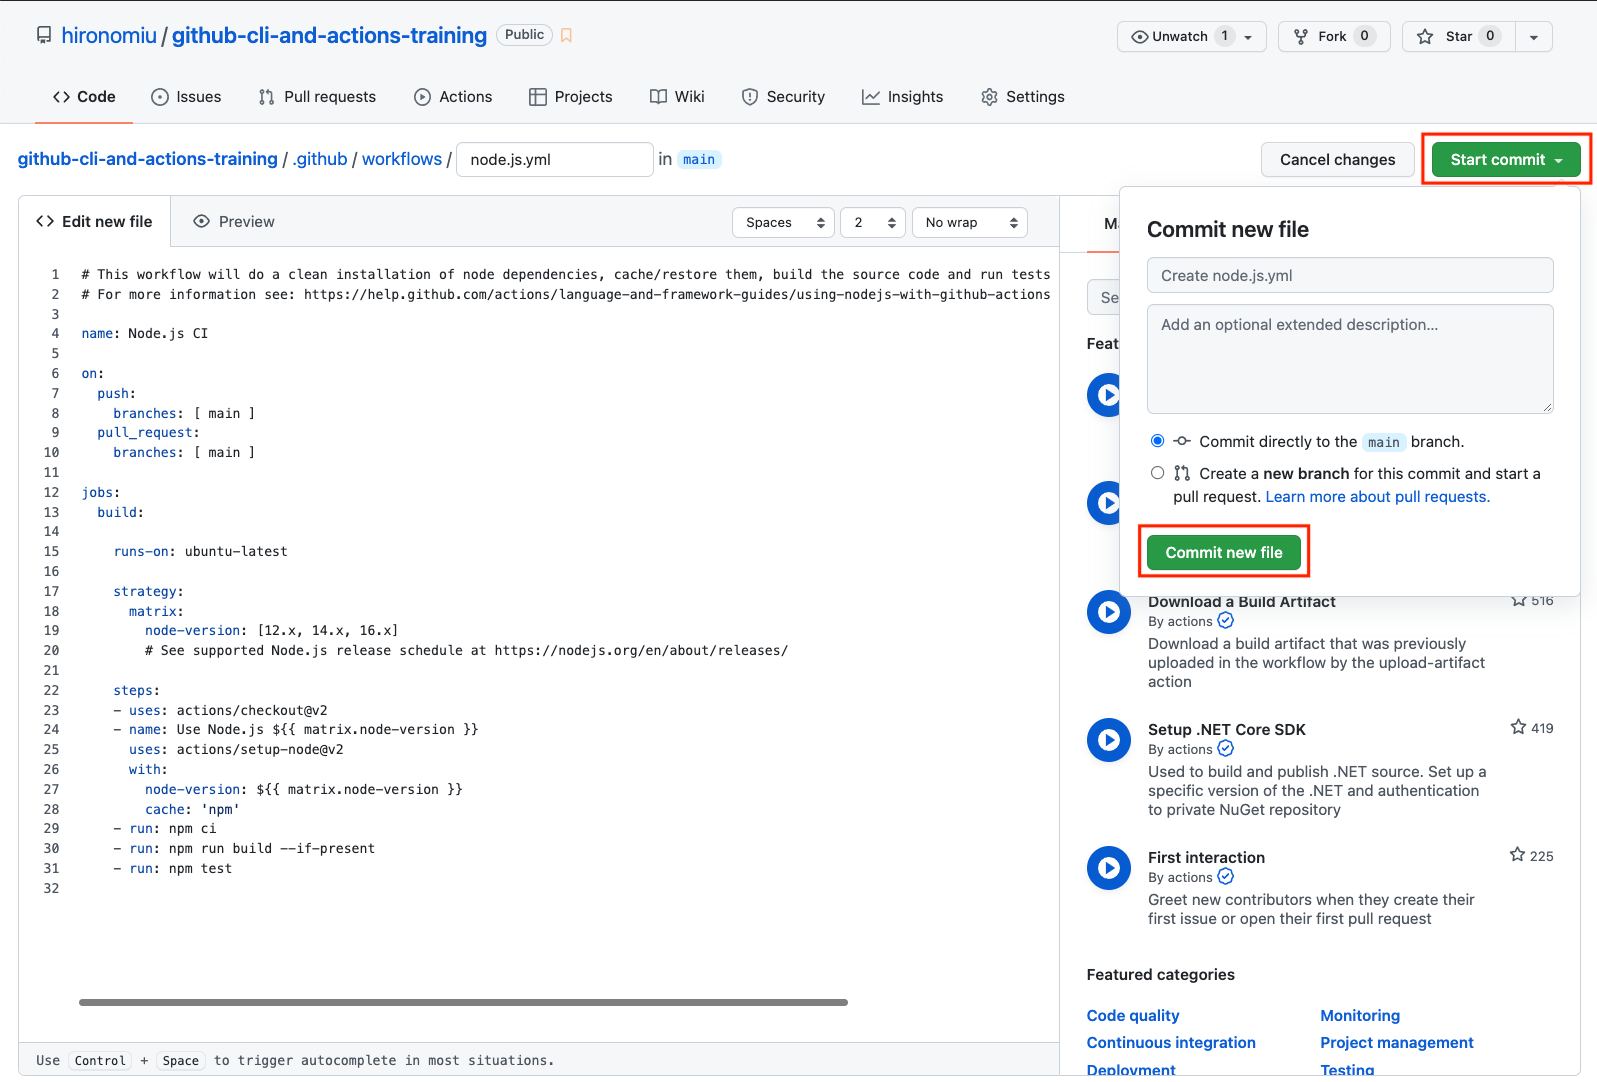 hironomiu / github-cli-and-actions-training Public
Unwatch 1 Fork 0 Star 0
Code Issues Pull requests Actions Projects Wiki Security Insights Settings
github-cli-and-actions-training / .github / workflows / node.js.yml in main
Cancel changes Start commit
Edit new file Preview
Spaces 2 No wrap
1 # This workflow will do a clean installation of node dependencies, cache/restore them, build the source code and run tests
2 # For more information see: https://help.github.com/actions/language-and-framework-guides/using-nodejs-with-github-actions
3
4 name: Node.js CI
5
6 on:
7 push:
8 branches: [ main ]
9 pull_request:
10 branches: [ main ]
11
12 jobs:
13 build:
14
15 runs-on: ubuntu-latest
16
17 strategy:
18 matrix:
19 node-version: [12.x, 14.x, 16.x]
20 # See supported Node.js release schedule at https://nodejs.org/en/about/releases/
21
22 steps:
23 - uses: actions/checkout@v2
24 - name: Use Node.js ${{ matrix.node-version }}
25 uses: actions/setup-node@v2
26 with:
27 node-version: ${{ matrix.node-version }}
28 cache: 'npm'
29 - run: npm ci
30 - run: npm run build --if-present
31 - run: npm test
32
Use Control + Space to trigger autocomplete in most situations.
Se
Feat
Commit new file
Create node.js.yml
Add an optional extended description...
Commit directly to the main branch.
Create a new branch for this commit and start a
pull request. Learn more about pull requests.
Commit new file
Download a Build Artifact 516
By actions
Download a build artifact that was previously
uploaded in the workflow by the upload-artifact
action
Setup .NET Core SDK 419
By actions
Used to build and publish .NET source. Set up a
specific version of the .NET and authentication
to private NuGet repository
First interaction 225
By actions
Greet new contributors when they create their
first issue or open their first pull request
Featured categories
Code quality Monitoring
Continuous integration Project management
Deployment Testing